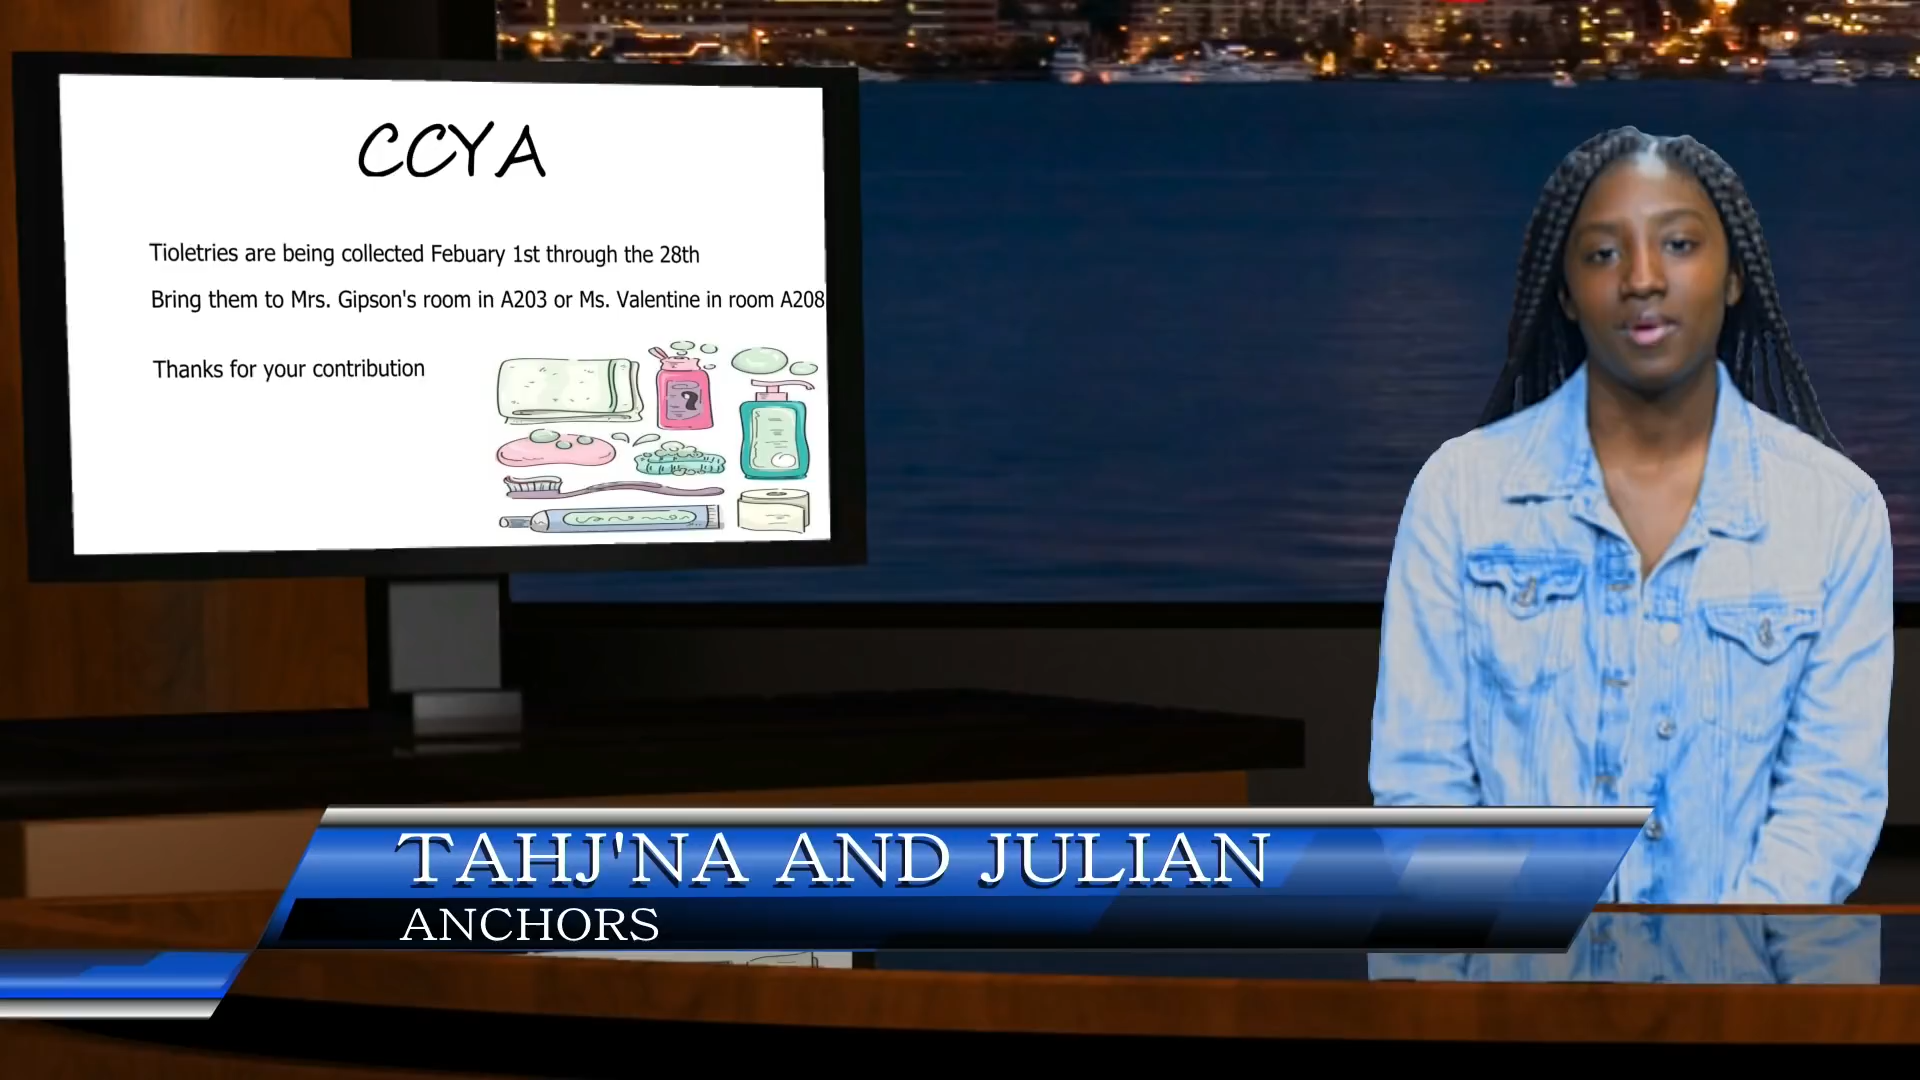 CCYA
Tioletries are being collected Febuary 1st through the 28th
Bring them to Mrs. Gipson's room in A203 or Ms. Valentine in room A208
Thanks for your contribution
TAHJ'NA AND JULIAN
ANCHORS